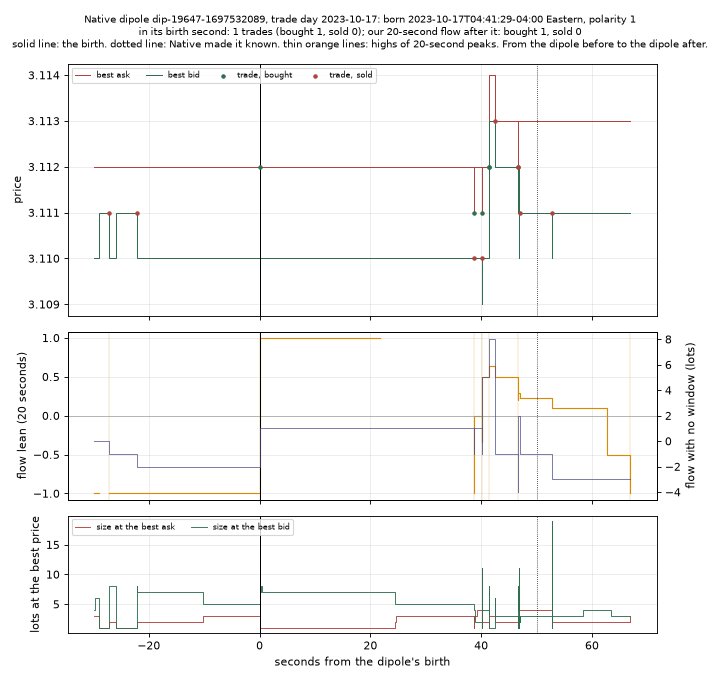 Native dipole dip-19647-1697532089, trade day 2023-10-17: born 2023-10-17T04:41:29-04:00 Eastern, polarity 1
in its birth second: 1 trades (bought 1, sold 0); our 20-second flow after it: bought 1, sold 0
solid line: the birth. dotted line: Native made it known. thin orange lines: highs of 20-second peaks. From the dipole before to the dipole after.
best ask
best bid
trade, bought
trade, sold
3.114
3.113
3.112
3.111
3.110
3.109
price
1.0
0.5
0.0
−0.5
−1.0
flow lean (20 seconds)
8
6
4
2
0
−2
−4
flow with no window (lots)
size at the best ask
size at the best bid
15
10
5
lots at the best price
−20
0
20
40
60
seconds from the dipole's birth